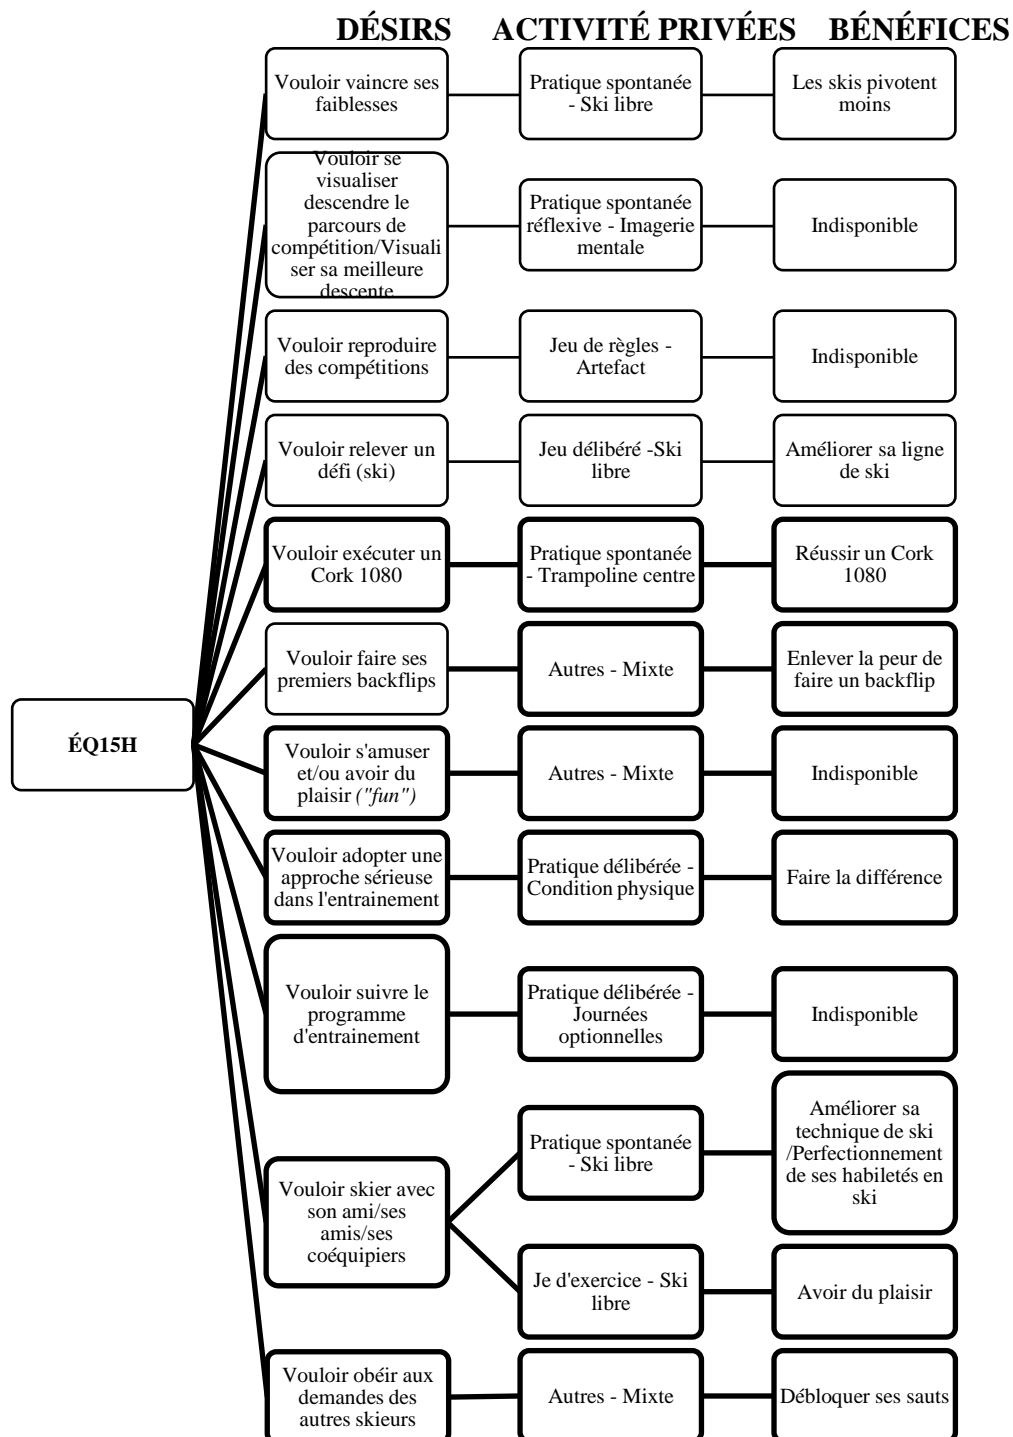 DÉSIRS ACTIVITÉ PRIVÉES BÉNÉFICES
Vouloir vaincre ses
faiblesses
Pratique spontanée
- Ski libre
Les skis pivotent
moins
Vouloir se
visualiser
descendre le
parcours de
compétition/Visuali
ser sa meilleure
descente
Pratique spontanée
réflexive - Imagerie
mentale
Indisponible
Vouloir reproduire
des compétitions
Jeu de règles -
Artefact
Indisponible
Vouloir relever un
défi (ski)
Jeu délibéré -Ski
libre
Améliorer sa ligne
de ski
Vouloir exécuter un
Cork 1080
Pratique spontanée
- Trampoline centre
Réussir un Cork
1080
Vouloir faire ses
premiers backflips
Autres - Mixte
Enlever la peur de
faire un backflip
ÉQ15H
Vouloir s'amuser
et/ou avoir du
plaisir ("fun")
Autres - Mixte
Indisponible
Vouloir adopter une
approche sérieuse
dans l'entrainement
Pratique délibérée -
Condition physique
Faire la différence
Vouloir suivre le
programme
d'entrainement
Pratique délibérée -
Journées
optionnelles
Indisponible
Vouloir skier avec
son ami/ses
amis/ses
coéquipiers
Pratique spontanée
- Ski libre
Améliorer sa
technique de ski
/Perfectionnement
de ses habiletés en
ski
Je d'exercice - Ski
libre
Avoir du plaisir
Vouloir obéir aux
demandes des
autres skieurs
Autres - Mixte
Débloquer ses sauts